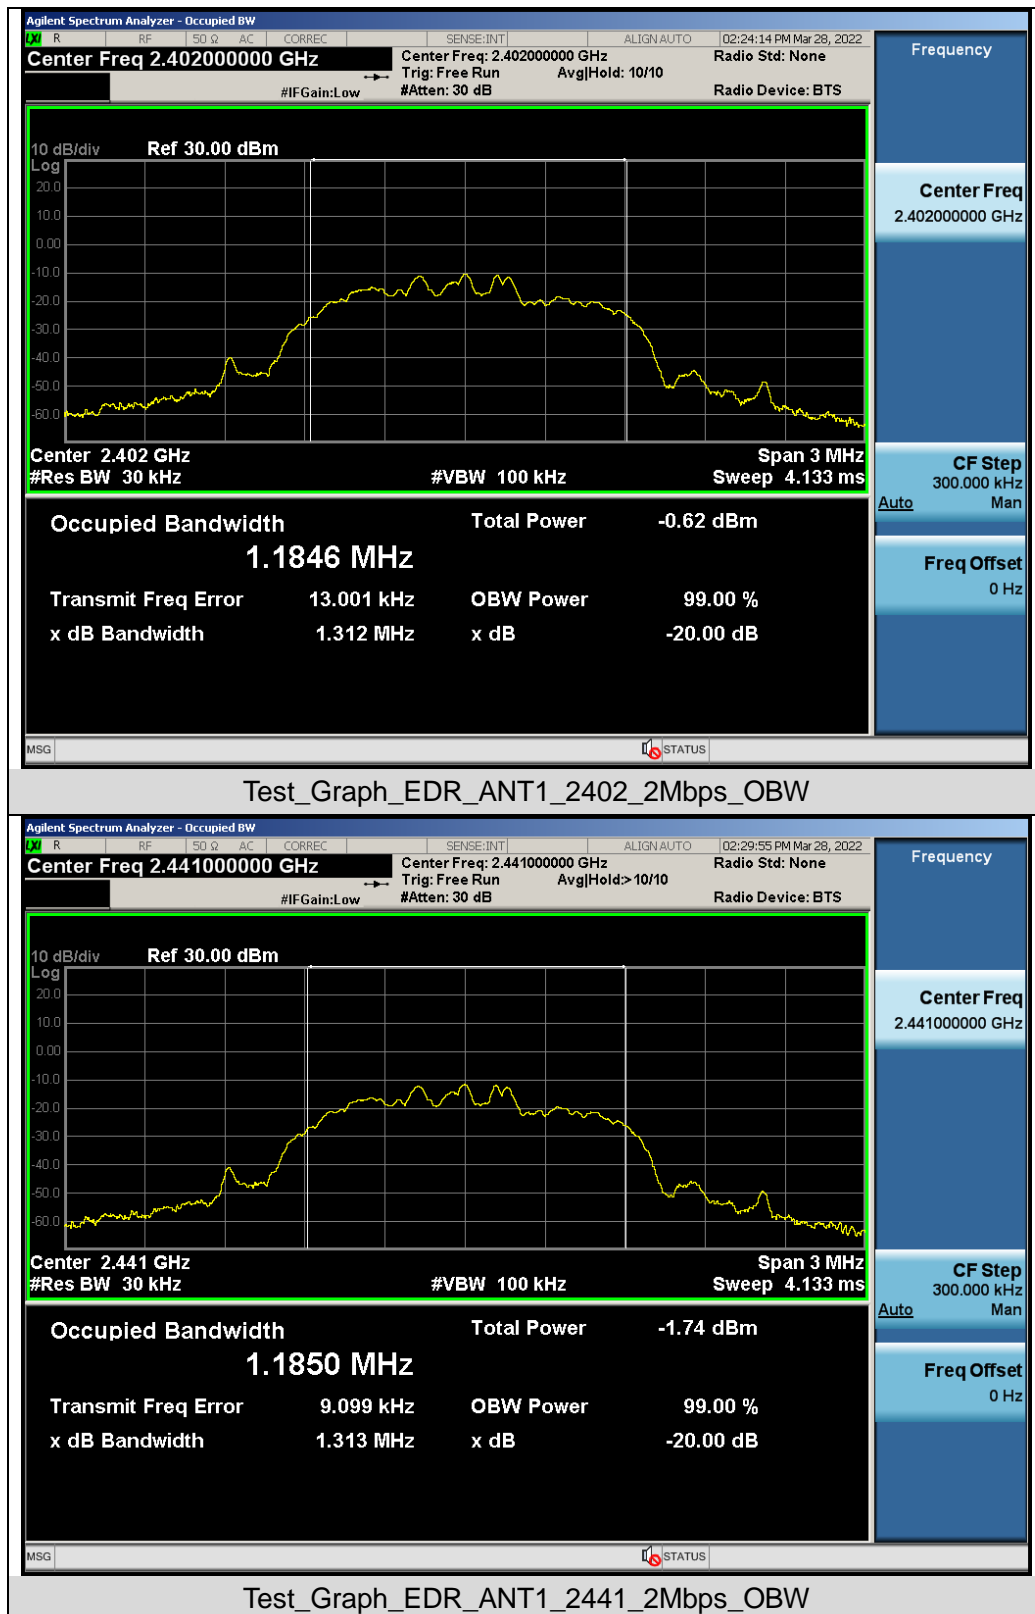 Agilent Spectrum Analyzer - Occupied BW
LXI R RF 50 Ω AC CORREC SENSE:INT ALIGN AUTO 02:24:14 PM Mar 28, 2022
Center Freq 2.402000000 GHz
Center Freq: 2.402000000 GHz Radio Std: None
Trig: Free Run Avg|Hold: 10/10
#IFGain:Low #Atten: 30 dB Radio Device: BTS
Frequency
10 dB/div Ref 30.00 dBm
Log
20.0
10.0
0.00
-10.0
-20.0
-30.0
-40.0
-50.0
-60.0
Center 2.402 GHz Span 3 MHz
#Res BW 30 kHz #VBW 100 kHz Sweep 4.133 ms
Center Freq
2.402000000 GHz
CF Step
300.000 kHz
Auto Man
Freq Offset
0 Hz
Occupied Bandwidth Total Power -0.62 dBm
1.1846 MHz
Transmit Freq Error 13.001 kHz OBW Power 99.00 %
x dB Bandwidth 1.312 MHz x dB -20.00 dB
MSG STATUS
Test_Graph_EDR_ANT1_2402_2Mbps_OBW
Agilent Spectrum Analyzer - Occupied BW
LXI R RF 50 Ω AC CORREC SENSE:INT ALIGN AUTO 02:29:55 PM Mar 28, 2022
Center Freq 2.441000000 GHz
Center Freq: 2.441000000 GHz Radio Std: None
Trig: Free Run Avg|Hold:>10/10
#IFGain:Low #Atten: 30 dB Radio Device: BTS
Frequency
10 dB/div Ref 30.00 dBm
Log
20.0
10.0
0.00
-10.0
-20.0
-30.0
-40.0
-50.0
-60.0
Center 2.441 GHz Span 3 MHz
#Res BW 30 kHz #VBW 100 kHz Sweep 4.133 ms
Center Freq
2.441000000 GHz
CF Step
300.000 kHz
Auto Man
Freq Offset
0 Hz
Occupied Bandwidth Total Power -1.74 dBm
1.1850 MHz
Transmit Freq Error 9.099 kHz OBW Power 99.00 %
x dB Bandwidth 1.313 MHz x dB -20.00 dB
MSG STATUS
Test_Graph_EDR_ANT1_2441_2Mbps_OBW